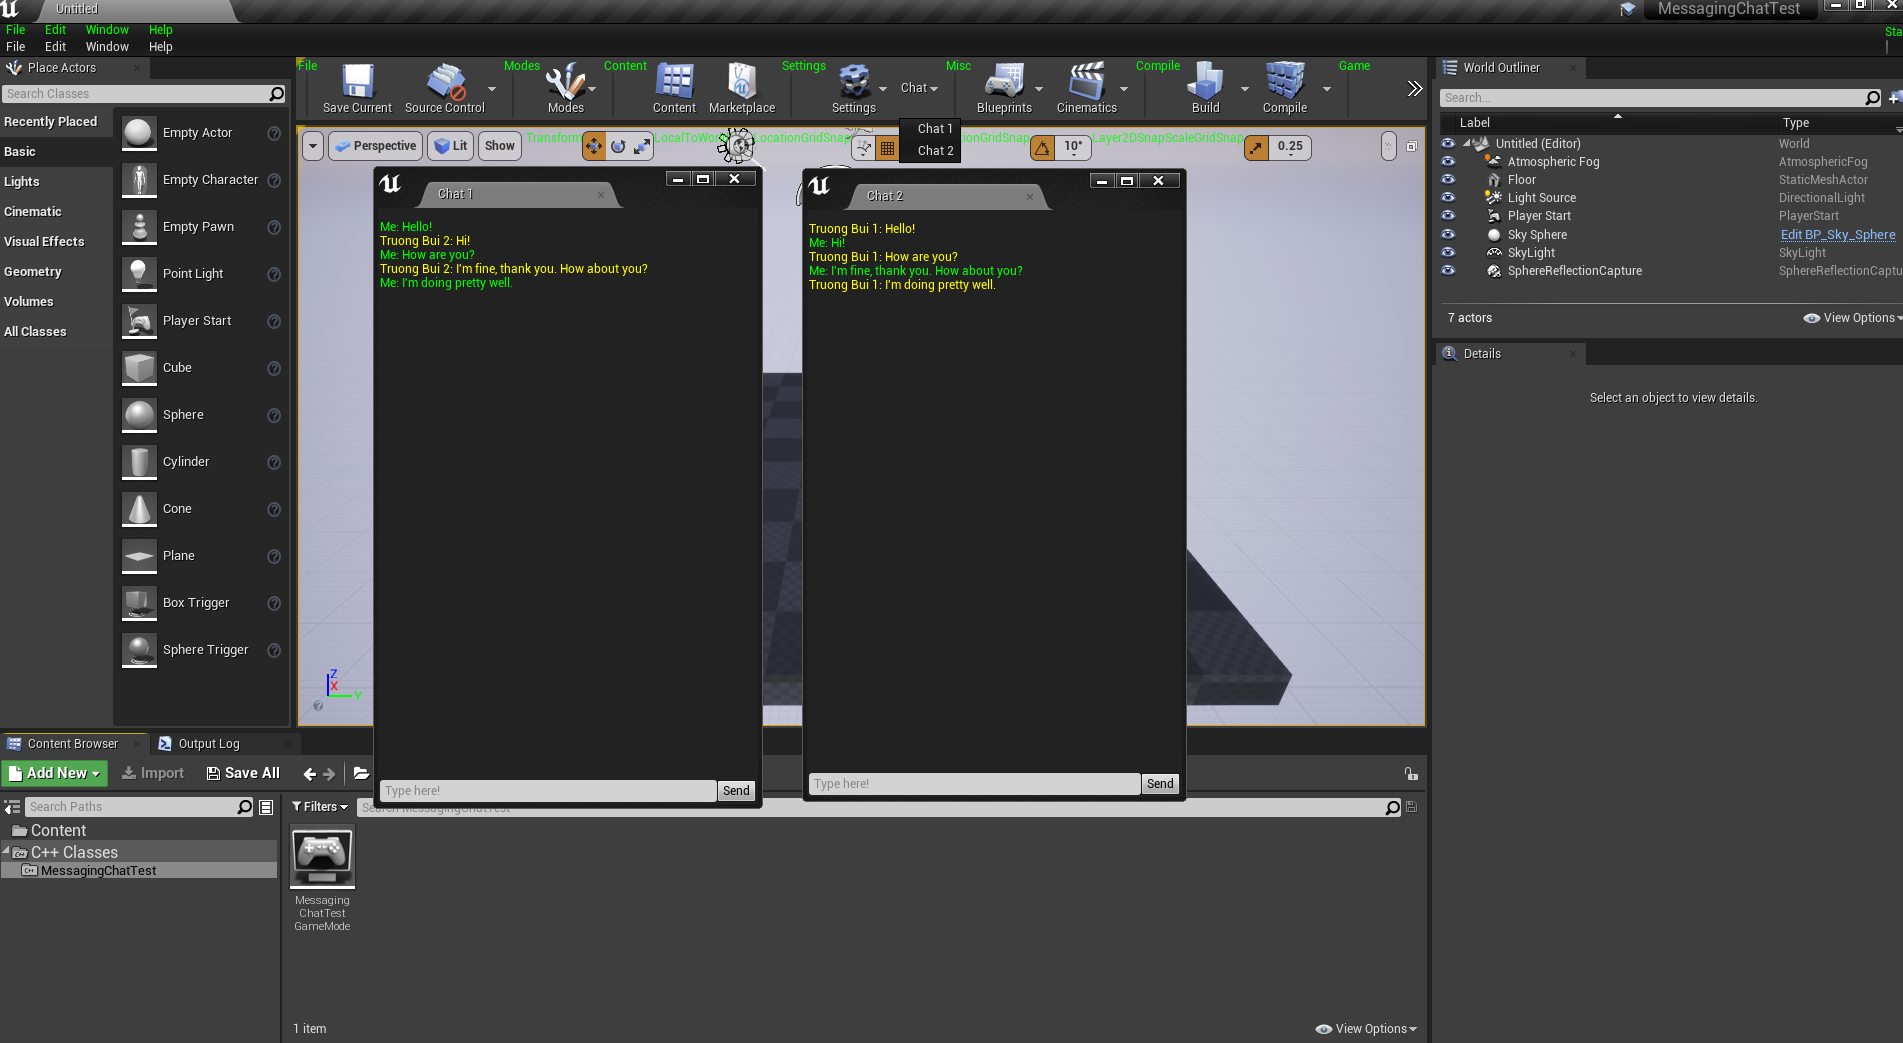 Untitled
MessagingChatTest
File Edit Window Help
File Edit Window Help
Sta
Place Actors
Search Classes
Recently Placed
Basic
Lights
Cinematic
Visual Effects
Geometry
Volumes
All Classes
Empty Actor
Empty Character
Empty Pawn
Point Light
Player Start
Cube
Sphere
Cylinder
Cone
Plane
Box Trigger
Sphere Trigger
File Modes Content Settings Misc Compile Game
Save Current Source Control Modes Content Marketplace Settings Chat Blueprints Cinematics Build Compile
Chat 1
Chat 2
Perspective Lit Show Transform LocalToWor LocationGridSnap ionGridSnap 10° Layer2DSnap ScaleGridSnap 0.25
Chat 1
Me: Hello!
Truong Bui 2: Hi!
Me: How are you?
Truong Bui 2: I'm fine, thank you. How about you?
Me: I'm doing pretty well.
Type here! Send
Chat 2
Truong Bui 1: Hello!
Me: Hi!
Truong Bui 1: How are you?
Me: I'm fine, thank you. How about you?
Truong Bui 1: I'm doing pretty well.
Type here! Send
Z
X
Y
World Outliner
Search...
Label Type
Untitled (Editor) World
Atmospheric Fog AtmosphericFog
Floor StaticMeshActor
Light Source DirectionalLight
Player Start PlayerStart
Sky Sphere Edit BP_Sky_Sphere
SkyLight SkyLight
SphereReflectionCapture SphereReflectionCaptu
7 actors View Options
Details
Select an object to view details.
Content Browser Output Log
Add New Import Save All
Search Paths
Filters Search MessagingChatTest
Content
C++ Classes
MessagingChatTest
Messaging
ChatTest
GameMode
1 item View Options